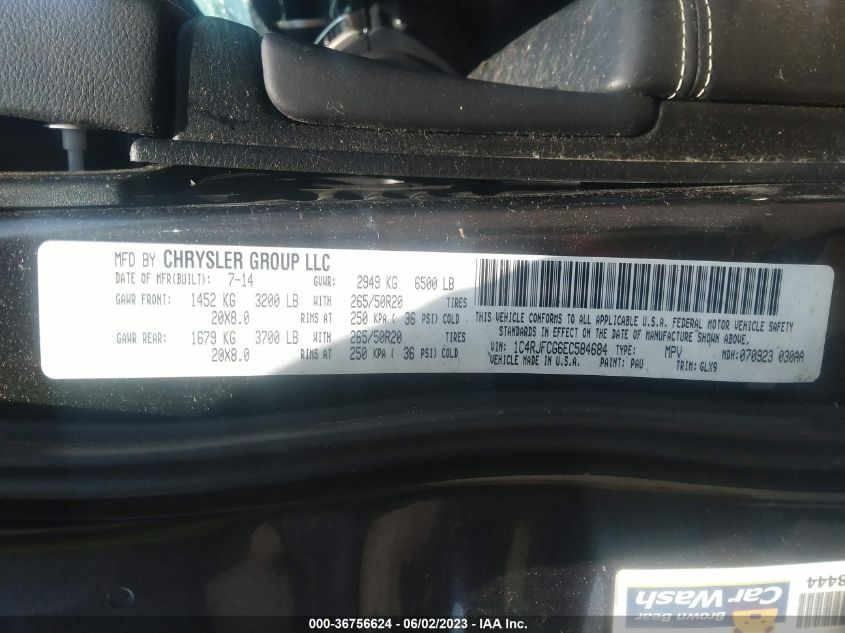 MFD BY CHRYSLER GROUP LLC
DATE OF MFR(BUILT): 7-14 GVWR: 2949 KG 6500 LB
GAWR FRONT: 1452 KG 3200 LB WITH 265/50R20 TIRES
20X8.0 RIMS AT 250 KPA ( 36 PSI) COLD
GAWR REAR: 1679 KG 3700 LB WITH 265/50R20 TIRES
20X8.0 RIMS AT 250 KPA ( 36 PSI) COLD
THIS VEHICLE CONFORMS TO ALL APPLICABLE U.S.A. FEDERAL MOTOR VEHICLE SAFETY
STANDARDS IN EFFECT ON THE DATE OF MANUFACTURE SHOWN ABOVE.
VIN: 1C4RJFCG6EC584684 TYPE: MPV MDH:070923 030AA
VEHICLE MADE IN U.S.A. PAINT: PAU TRIM: GLX9
Brown Bear
Car Wash
8444
000-36756624 - 06/02/2023 - IAA Inc.